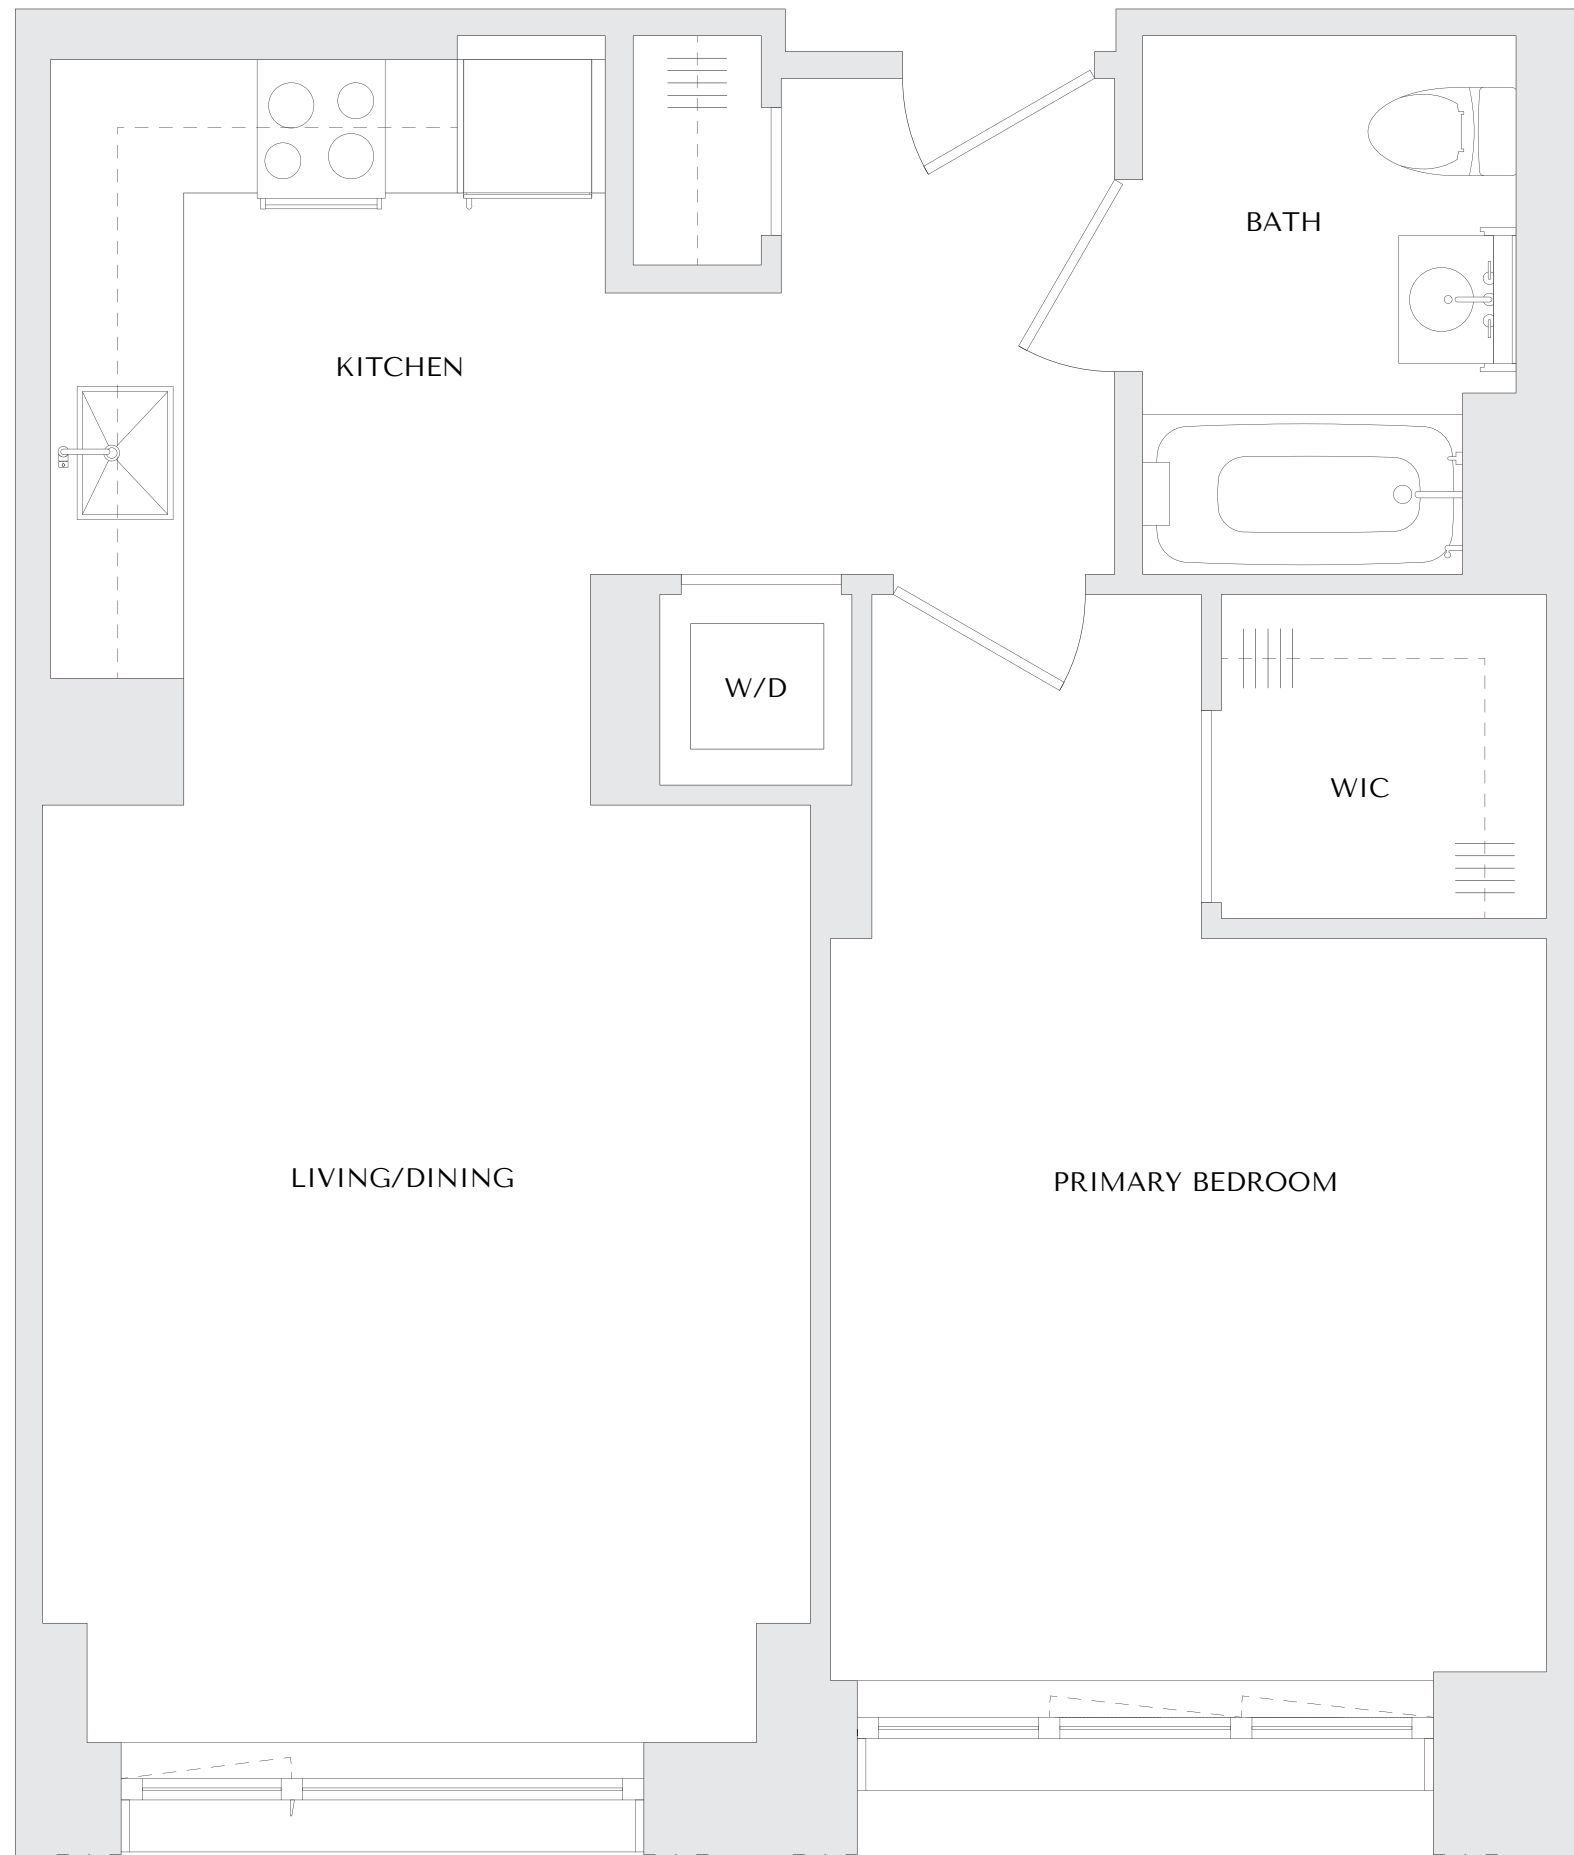 BATH
KITCHEN
W/D
WIC
LIVING/DINING
PRIMARY BEDROOM